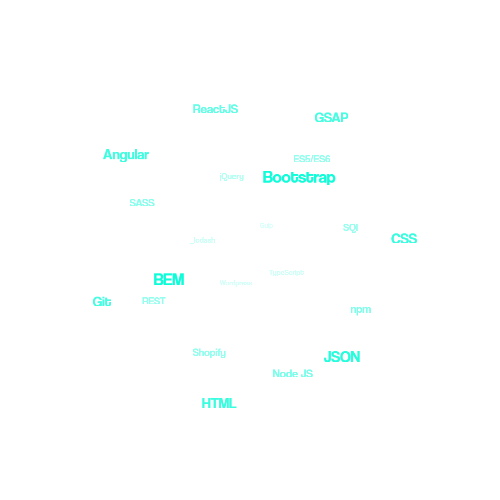 ReactJS
GSAP
Angular
ES5/ES6
jQuery
Bootstrap
SASS
SQl
CSS
TypeScript
BEM
Git
REST
npm
Shopify
JSON
Node JS
HTML